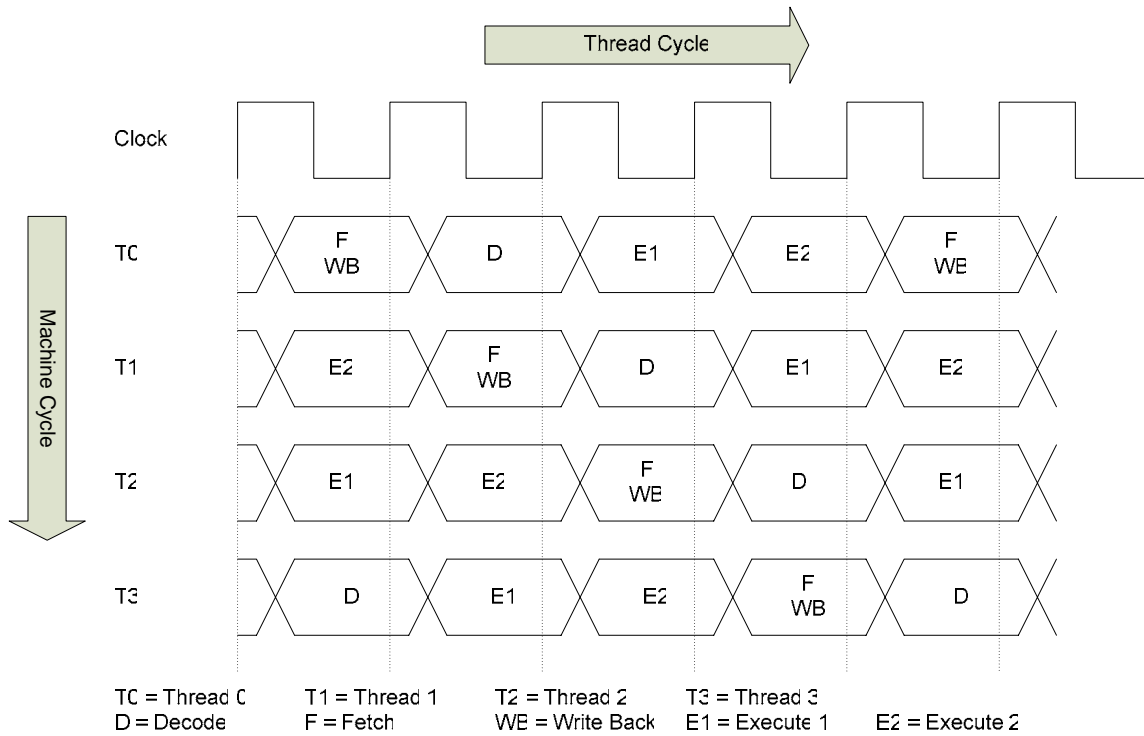 Thread Cycle
Clock
Machine Cycle
T0
F
WB
D
E1
E2
F
WB
T1
E2
F
WB
D
E1
E2
T2
E1
E2
F
WB
D
E1
T3
D
E1
E2
F
WB
D
T0 = Thread 0 T1 = Thread 1 T2 = Thread 2 T3 = Thread 3
D = Decode F = Fetch WB = Write Back E1 = Execute 1 E2 = Execute 2